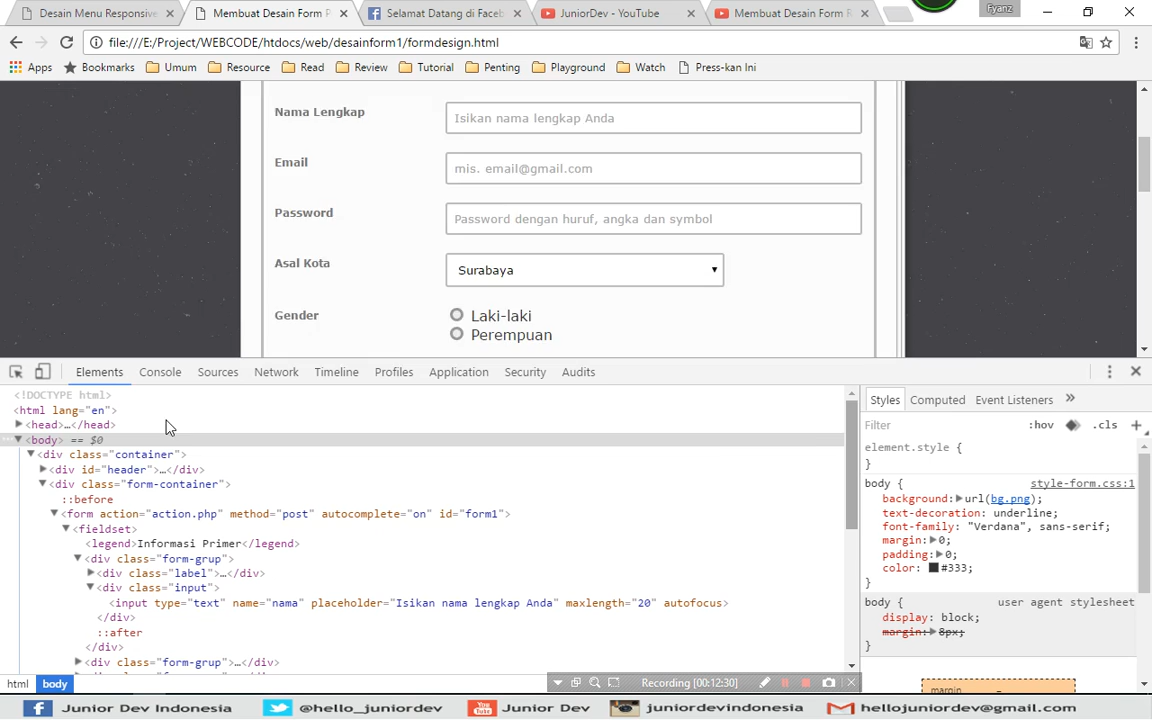 Desain Menu Responsive
Membuat Desain Form P
Selamat Datang di Faceb
JuniorDev - YouTube
Membuat Desain Form R
Fyanz
file:///E:/Project/WEBCODE/htdocs/web/desainform1/formdesign.html
Apps Bookmarks Umum Resource Read Review Tutorial Penting Playground Watch Press-kan Ini
Nama Lengkap Isikan nama lengkap Anda
Email mis. email@gmail.com
Password Password dengan huruf, angka dan symbol
Asal Kota Surabaya
Gender Laki-laki
Perempuan
Elements Console Sources Network Timeline Profiles Application Security Audits
<!DOCTYPE html>
<html lang="en">
<head>…</head>
<body> == $0
<div class="container">
<div id="header">…</div>
<div class="form-container">
::before
<form action="action.php" method="post" autocomplete="on" id="form1">
<fieldset>
<legend>Informasi Primer</legend>
<div class="form-grup">
<div class="label">…</div>
<div class="input">
<input type="text" name="nama" placeholder="Isikan nama lengkap Anda" maxlength="20" autofocus>
</div>
::after
</div>
<div class="form-grup">…</div>
html body
Styles Computed Event Listeners »
Filter :hov .cls +
element.style {
}
body { style-form.css:1
background: url(bg.png);
text-decoration: underline;
font-family: "Verdana", sans-serif;
margin: 0;
padding: 0;
color: #333;
}
body { user agent stylesheet
display: block;
margin: 8px;
}
margin -
Recording [00:12:30]
Junior Dev Indonesia @hello_juniordev Junior Dev juniordevindonesia hellojuniordev@gmail.com